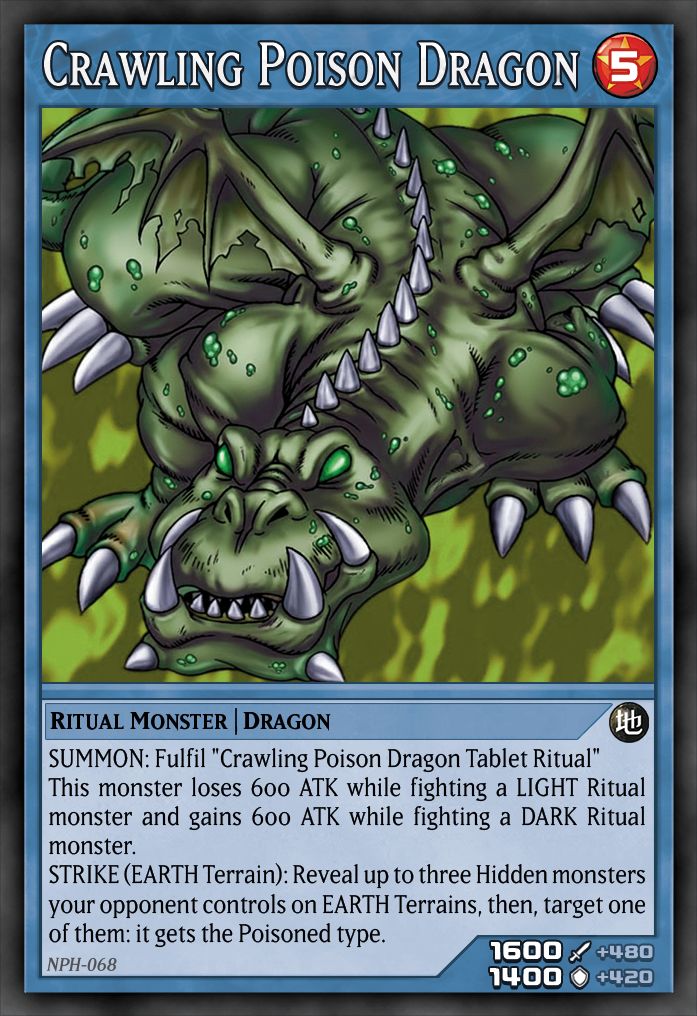 Crawling Poison Dragon
5
Ritual Monster | Dragon
SUMMON: Fulfil "Crawling Poison Dragon Tablet Ritual"
This monster loses 600 ATK while fighting a LIGHT Ritual
monster and gains 600 ATK while fighting a DARK Ritual
monster.
STRIKE (EARTH Terrain): Reveal up to three Hidden monsters
your opponent controls on EARTH Terrains, then, target one
of them: it gets the Poisoned type.
NPH-068
1600 +480
1400 +420